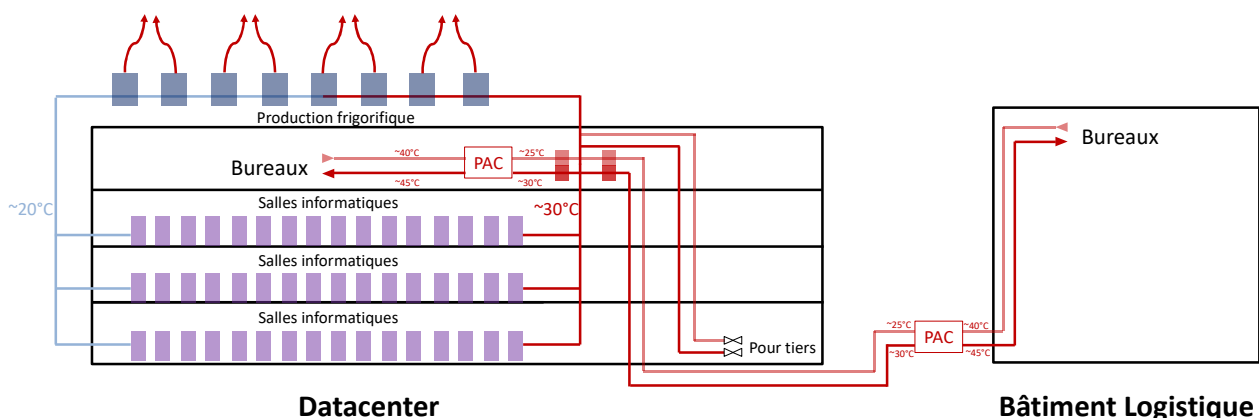 Production frigorifique
Bureaux
~40°C
~45°C
PAC
~25°C
~30°C
Bureaux
~20°C
Salles informatiques
~30°C
Salles informatiques
Salles informatiques
Pour tiers
~25°C
~30°C
PAC
~40°C
~45°C
Datacenter
Bâtiment Logistique